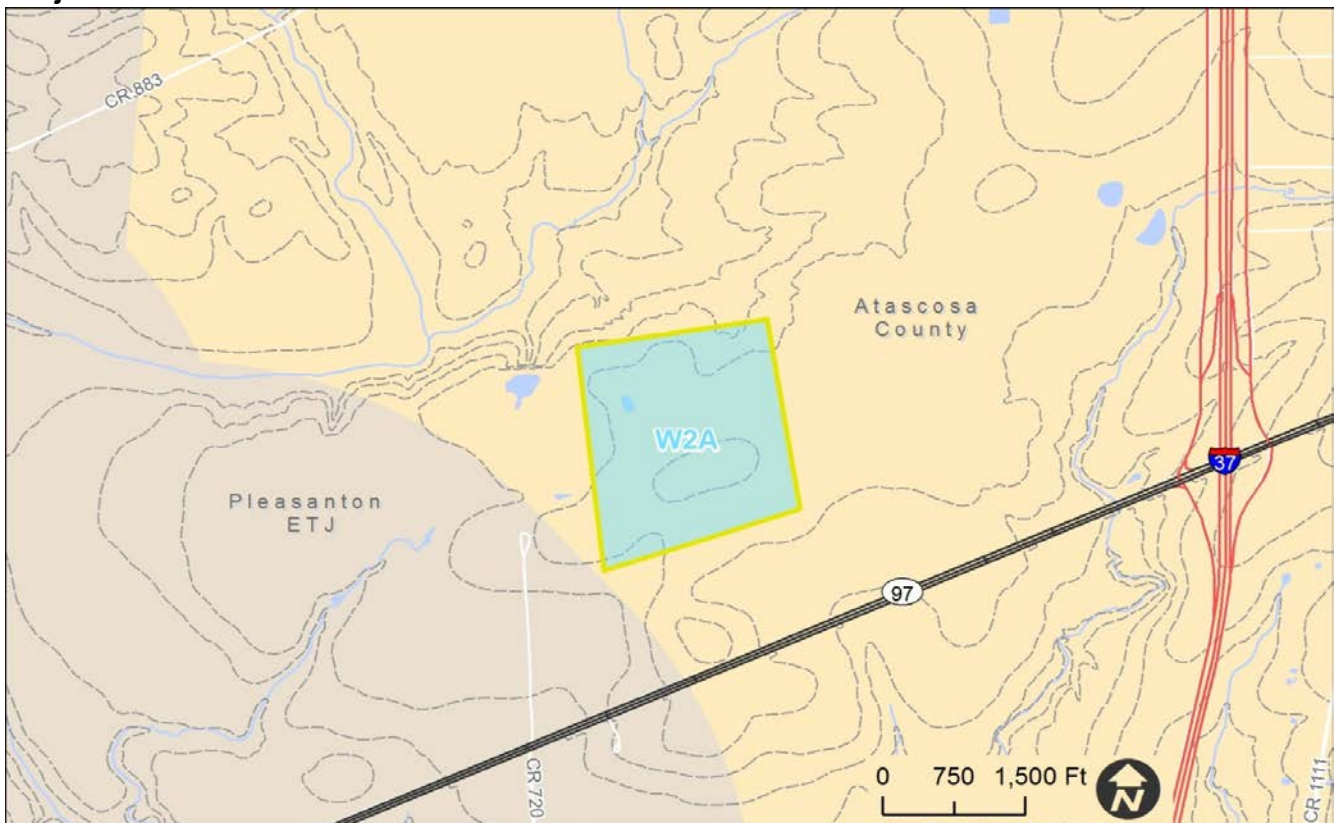 CR 883
Atascosa
County
W2A
37
Pleasanton
ETJ
97
CR 720
0 750 1,500 Ft
N
CR 1111